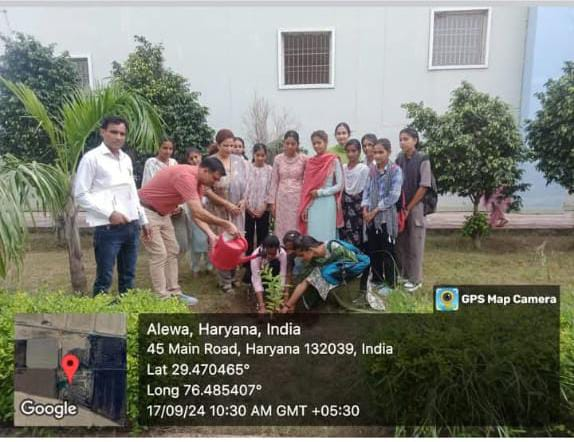 GPS Map Camera
Alewa, Haryana, India
45 Main Road, Haryana 132039, India
Lat 29.470465°
Long 76.485407°
17/09/24 10:30 AM GMT +05:30
Google